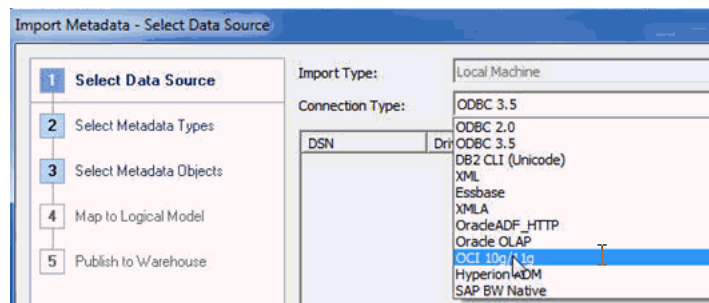 Import Metadata - Select Data Source
1 Select Data Source
2 Select Metadata Types
3 Select Metadata Objects
4 Map to Logical Model
5 Publish to Warehouse
Import Type: Local Machine
Connection Type: ODBC 3.5
DSN Dri
ODBC 2.0
ODBC 3.5
DB2 CLI (Unicode)
XML
Essbase
XMLA
OracleADF_HTTP
Oracle OLAP
OCI 10g/11g
Hyperion ADM
SAP BW Native